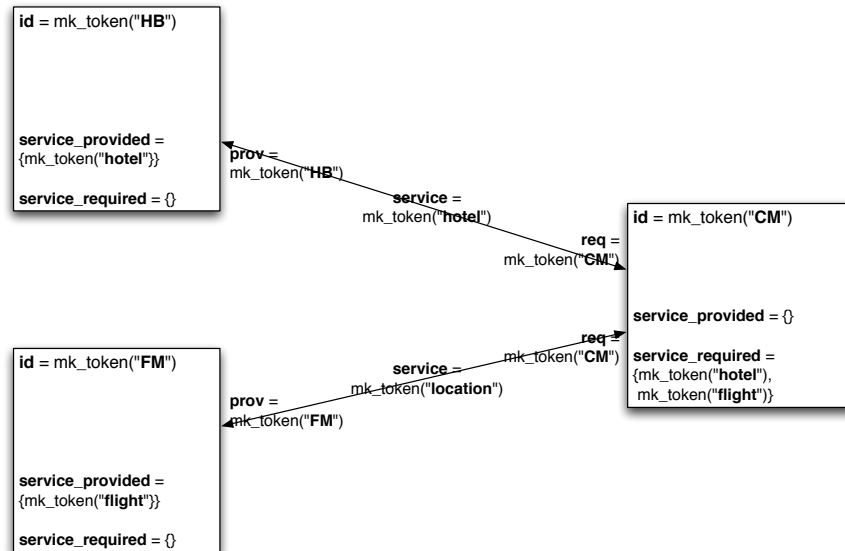 id = mk_token("HB")
service_provided =
{mk_token("hotel"}}
service_required = {}
prov =
mk_token("HB")
service =
mk_token("hotel")
req =
mk_token("CM")
id = mk_token("CM")
service_provided = {}
service_required =
{mk_token("hotel"),
mk_token("flight")}
req =
mk_token("CM")
service =
mk_token("location")
prov =
mk_token("FM")
id = mk_token("FM")
service_provided =
{mk_token("flight"}}
service_required = {}